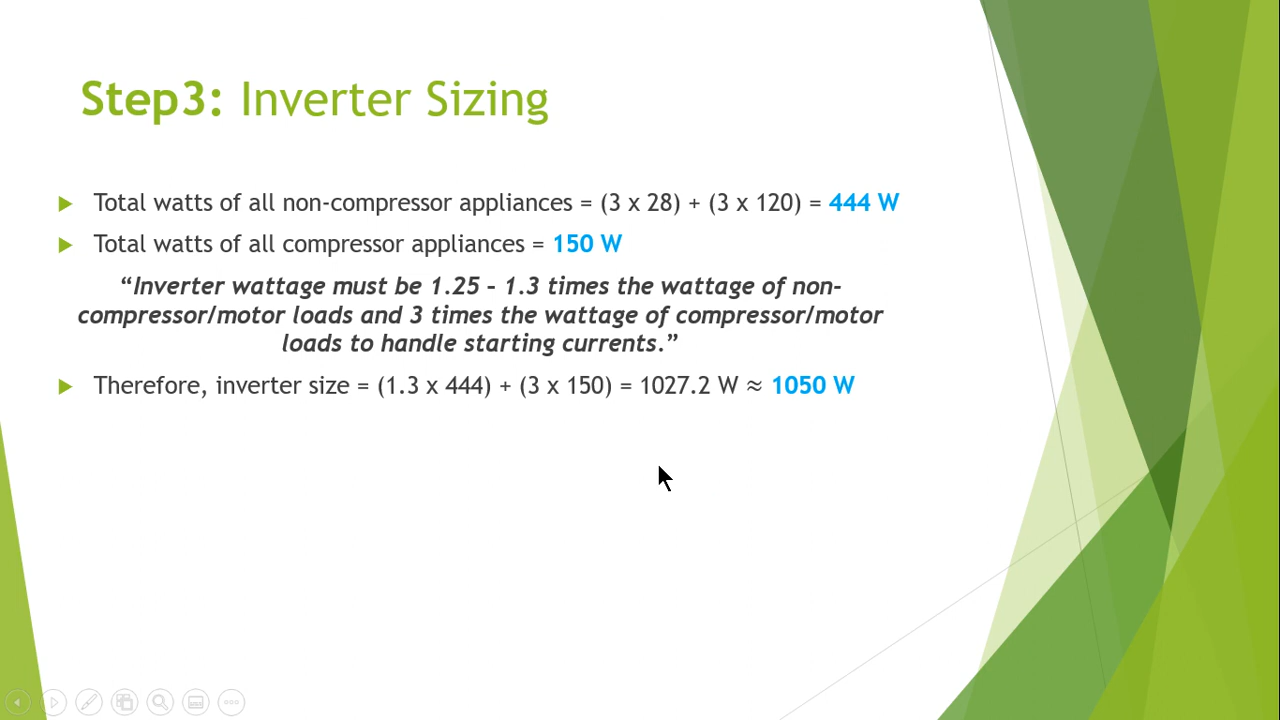 Step3: Inverter Sizing
Total watts of all non-compressor appliances = (3 x 28) + (3 x 120) = 444 W
Total watts of all compressor appliances = 150 W
“Inverter wattage must be 1.25 – 1.3 times the wattage of non-
compressor/motor loads and 3 times the wattage of compressor/motor
loads to handle starting currents.”
Therefore, inverter size = (1.3 x 444) + (3 x 150) = 1027.2 W ≈ 1050 W